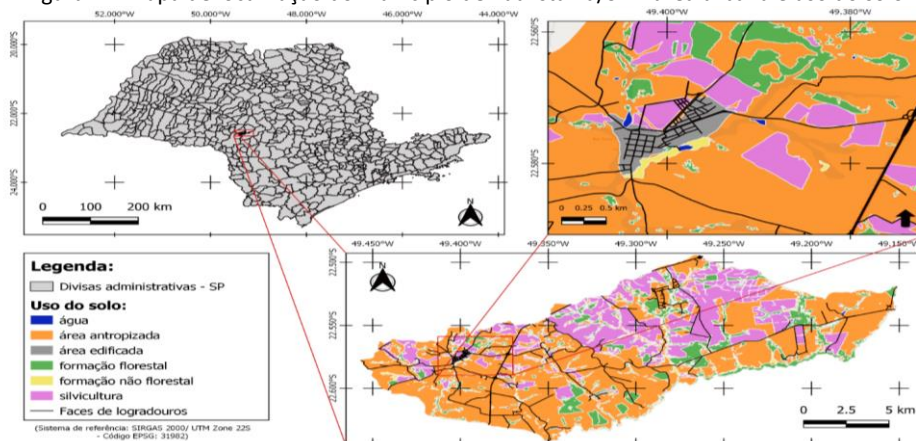 52.000°S 50.000°S 48.000°S 46.000°S 44.000°S
20.000°S
22.000°S
24.000°S
0 100 200 km
N
49.400°S 49.380°S
22.560°S
22.580°S
0 0.25 0.5 km
49.450°S 49.400°S 49.350°S 49.300°S 49.250°S 49.200°S 49.150°S
22.500°S
22.550°S
22.600°S
N
0 2.5 5 km
Legenda:
Divisas administrativas - SP
Uso do solo:
água
área antropizada
área edificada
formação florestal
formação não florestal
silvicultura
Faces de logradouros
(Sistema de referência: SIRGAS 2000/ UTM Zone 22S
- Código EPSG: 31982)